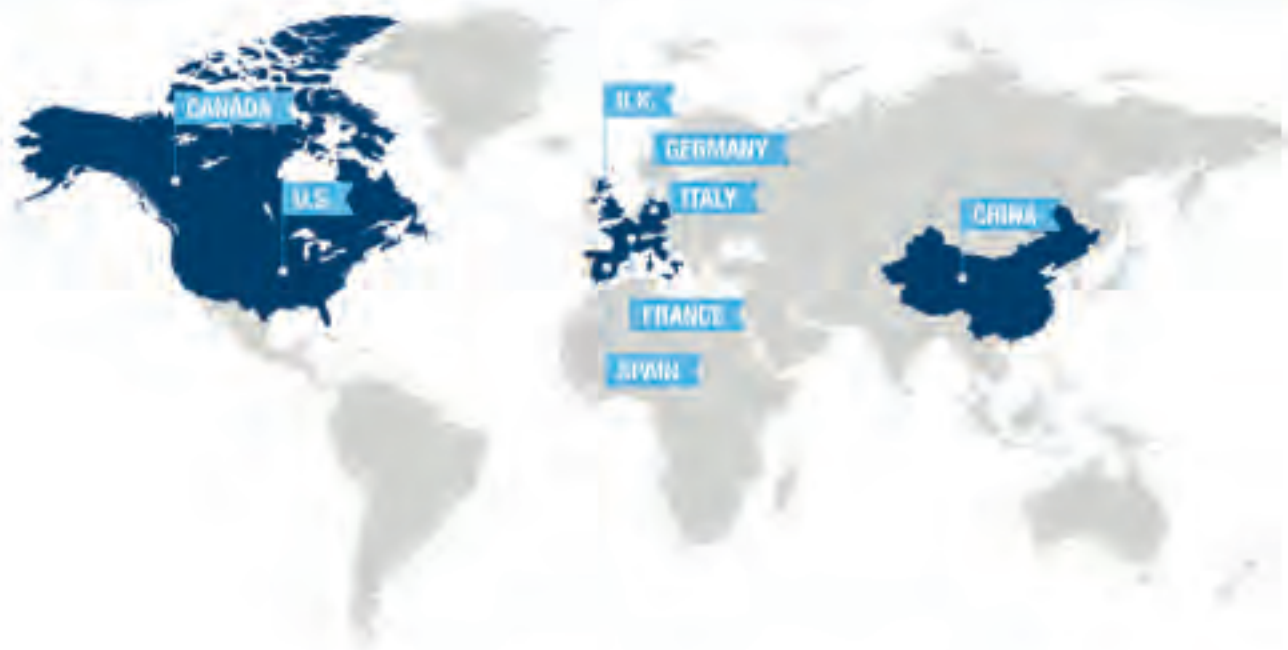 CANADA
U.S.
U.K.
GERMANY
ITALY
CHINA
FRANCE
SPAIN